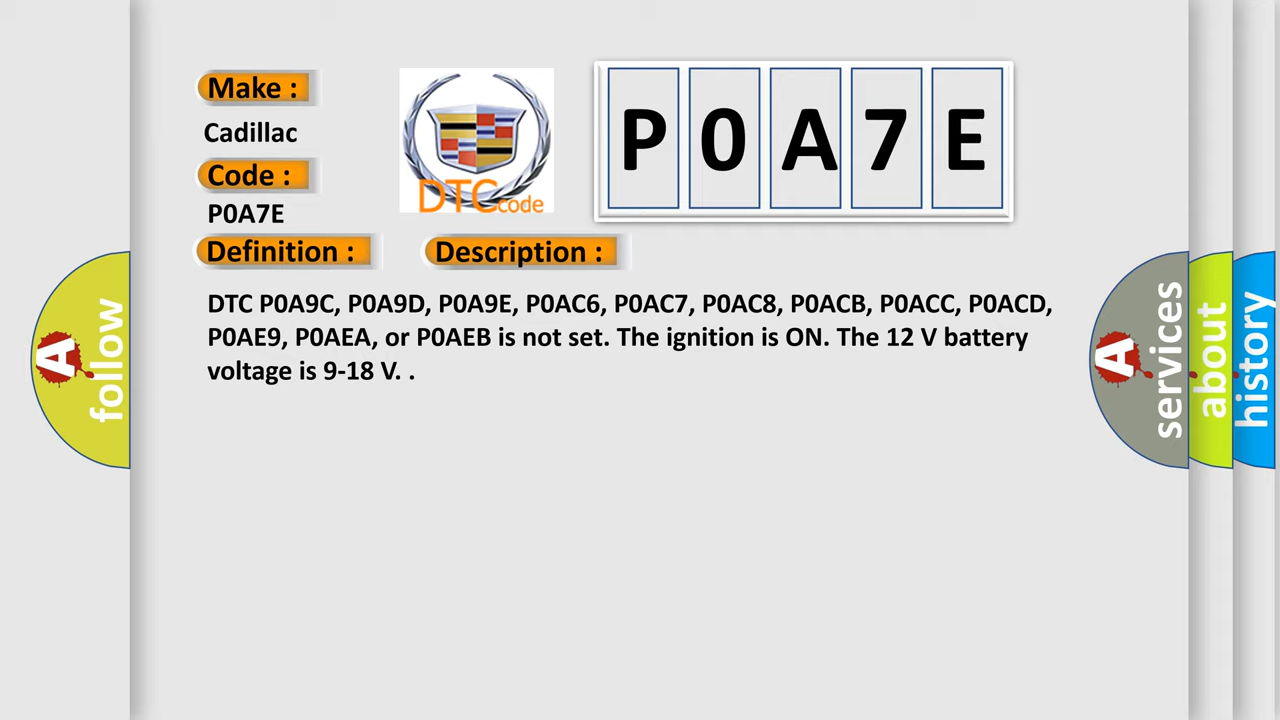 Make :
Cadillac
Code :
P0A7E
Definition :
Description :
DTC code
P0A7E
DTC P0A9C, P0A9D, P0A9E, P0AC6, P0AC7, P0AC8, P0ACB, P0ACC, P0ACD,
P0AE9, P0AEA, or P0AEB is not set. The ignition is ON. The 12 V battery
voltage is 9-18 V. .
A
follow
A
services
about
history